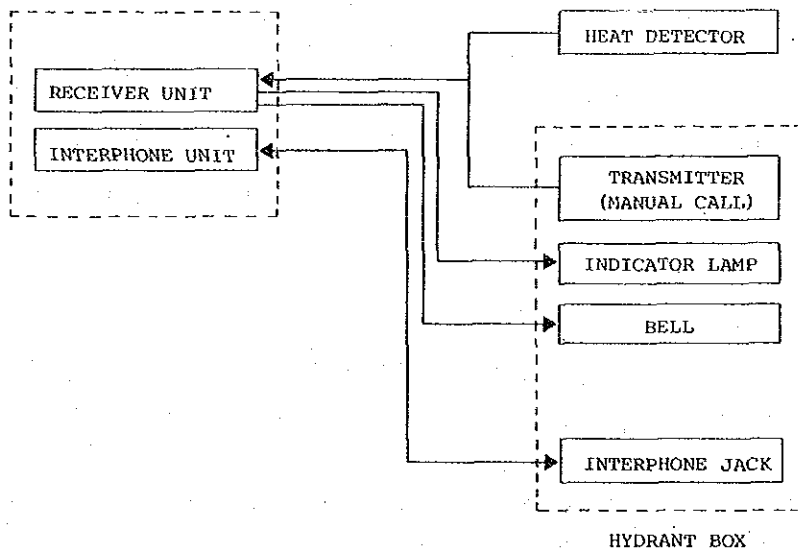 HEAT DETECTOR
RECEIVER UNIT
INTERPHONE UNIT
TRANSMITTER
(MANUAL CALL)
INDICATOR LAMP
BELL
INTERPHONE JACK
HYDRANT BOX